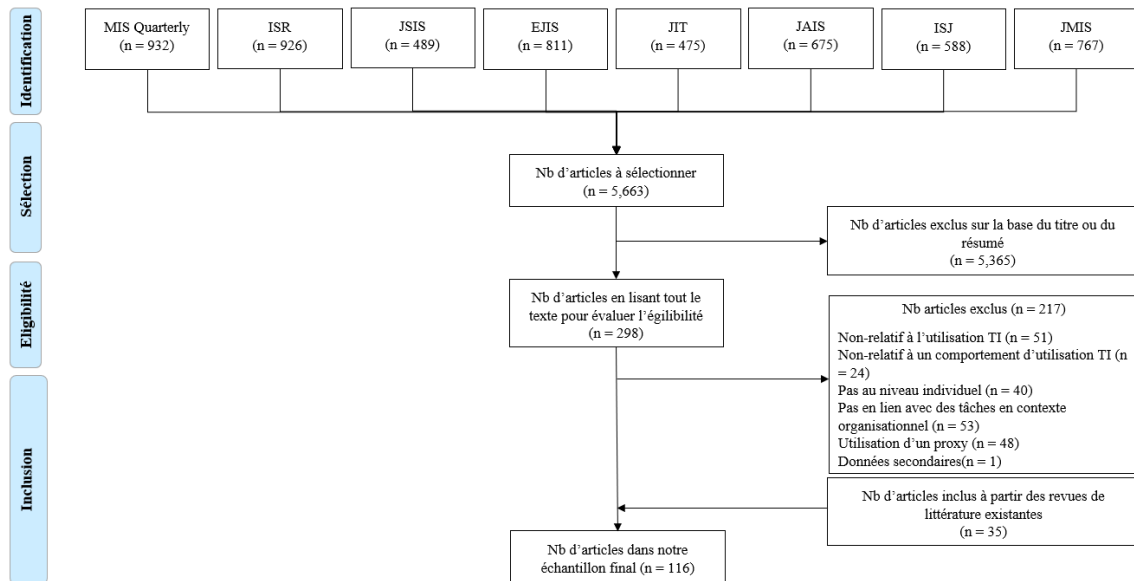 Identification
MIS Quarterly
(n = 932)
ISR
(n = 926)
JSIS
(n = 489)
EJIS
(n = 811)
JIT
(n = 475)
JAIS
(n = 675)
ISJ
(n = 588)
JMIS
(n = 767)
Sélection
Nb d’articles à sélectionner
(n = 5,663)
Nb d’articles exclus sur la base du titre ou du
résumé
(n = 5,365)
Eligibilité
Nb d’articles en lisant tout le
texte pour évaluer l’égilibilité
(n = 298)
Nb articles exclus (n = 217)
Non-relatif à l’utilisation TI (n = 51)
Non-relatif à un comportement d’utilisation TI (n
= 24)
Pas au niveau individuel (n = 40)
Pas en lien avec des tâches en contexte
organisationnel (n = 53)
Utilisation d’un proxy (n = 48)
Données secondaires(n = 1)
Inclusion
Nb d’articles inclus à partir des revues de
littérature existantes
(n = 35)
Nb d’articles dans notre
échantillon final (n = 116)